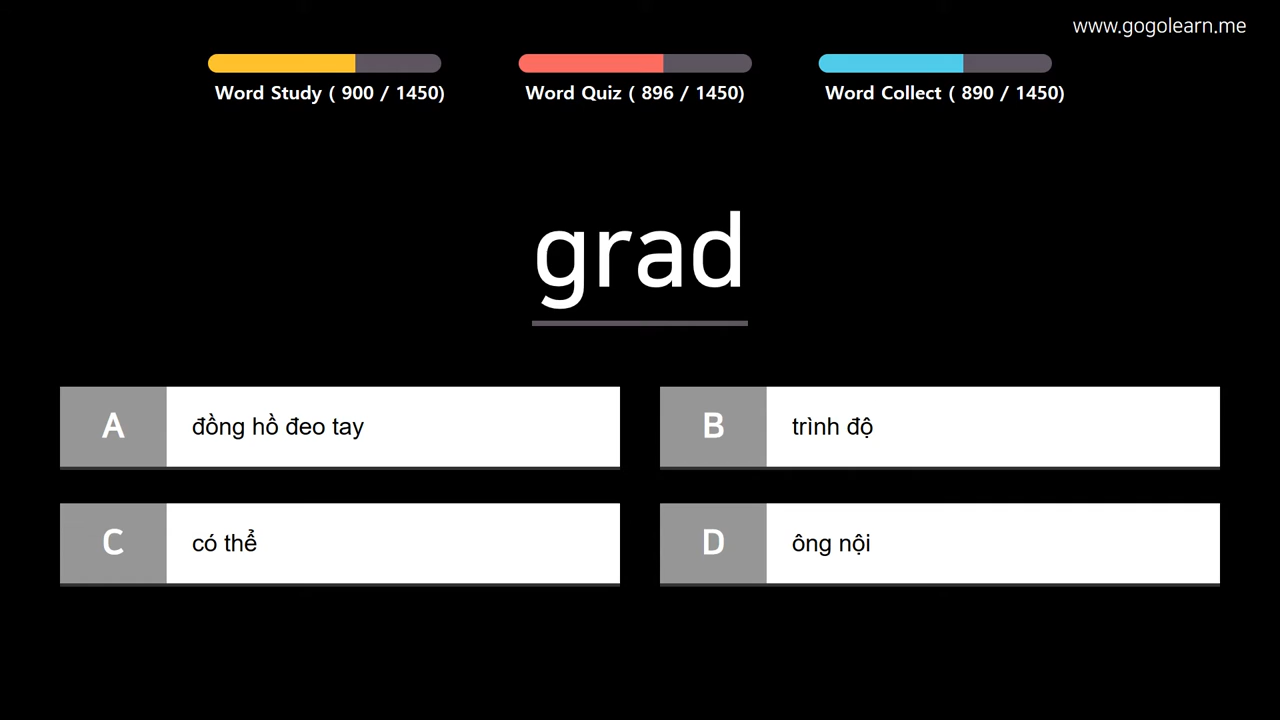 www.gogolearn.me
Word Study ( 900 / 1450)
Word Quiz ( 896 / 1450)
Word Collect ( 890 / 1450)
grad
A đồng hồ đeo tay
B trình độ
C có thể
D ông nội